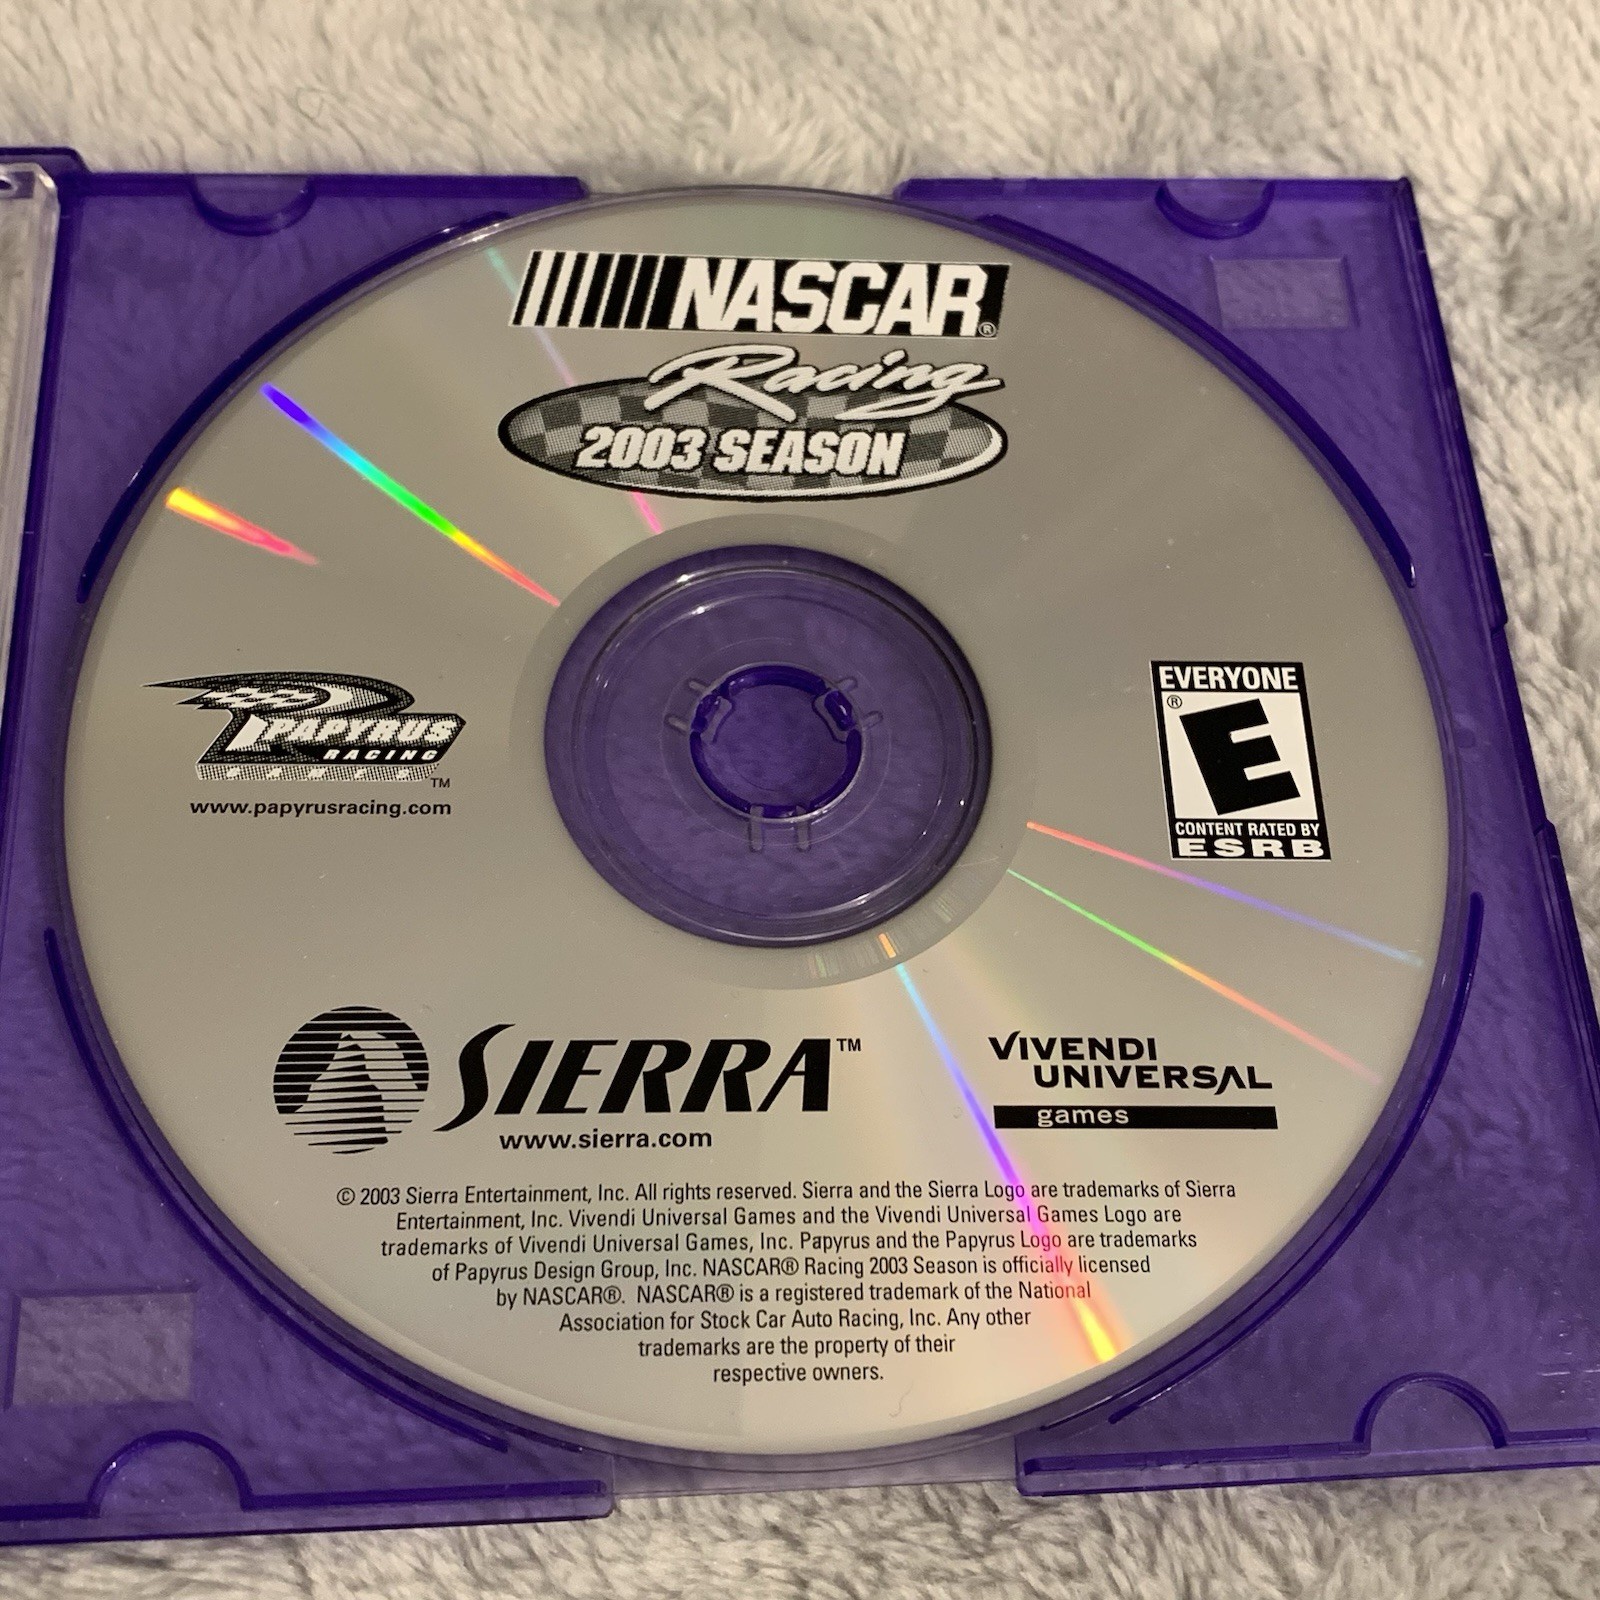 NASCAR®
Racing
2003 SEASON
PAPYRUS
RACING
GAMES™
www.papyrusracing.com
EVERYONE
®
E
CONTENT RATED BY
ESRB
SIERRA™
www.sierra.com
VIVENDI
UNIVERSAL
games
© 2003 Sierra Entertainment, Inc. All rights reserved. Sierra and the Sierra Logo are trademarks of Sierra
Entertainment, Inc. Vivendi Universal Games and the Vivendi Universal Games Logo are
trademarks of Vivendi Universal Games, Inc. Papyrus and the Papyrus Logo are trademarks
of Papyrus Design Group, Inc. NASCAR® Racing 2003 Season is officially licensed
by NASCAR®. NASCAR® is a registered trademark of the National
Association for Stock Car Auto Racing, Inc. Any other
trademarks are the property of their
respective owners.